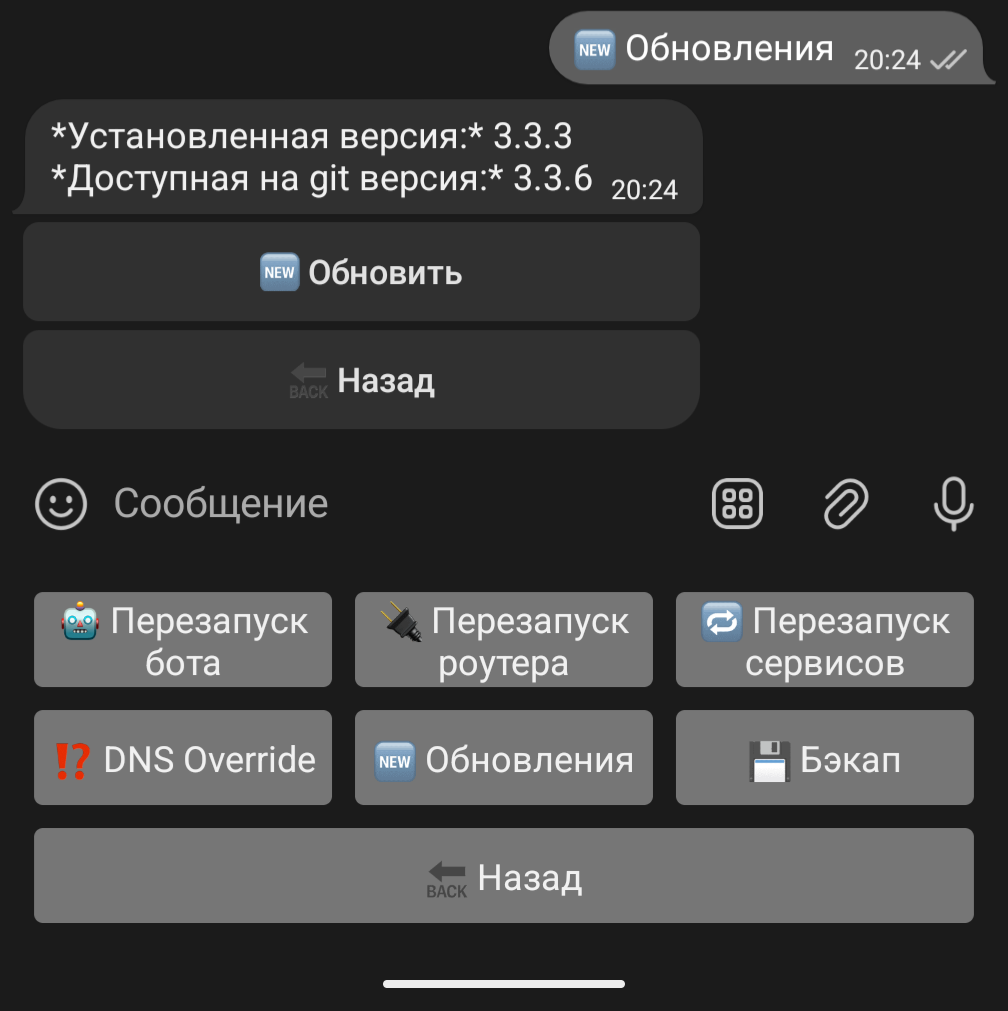 🆕 Обновления 20:24
*Установленная версия:* 3.3.3
*Доступная на git версия:* 3.3.6 20:24
🆕 Обновить
🔙 Назад
Сообщение
🤖 Перезапуск бота
🔌 Перезапуск роутера
🔁 Перезапуск сервисов
⁉️ DNS Override
🆕 Обновления
💾 Бэкап
🔙 Назад